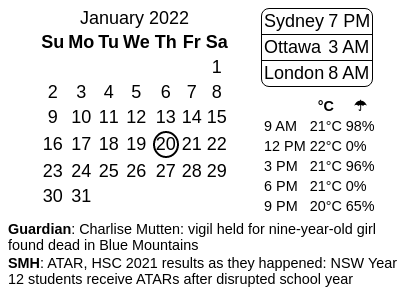 January 2022
Su Mo Tu We Th Fr Sa
1
2 3 4 5 6 7 8
9 10 11 12 13 14 15
16 17 18 19 20 21 22
23 24 25 26 27 28 29
30 31
Sydney 7 PM
Ottawa 3 AM
London 8 AM
°C ☂
9 AM 21°C 98%
12 PM 22°C 0%
3 PM 21°C 96%
6 PM 21°C 0%
9 PM 20°C 65%
Guardian: Charlise Mutten: vigil held for nine-year-old girl
found dead in Blue Mountains
SMH: ATAR, HSC 2021 results as they happened: NSW Year
12 students receive ATARs after disrupted school year